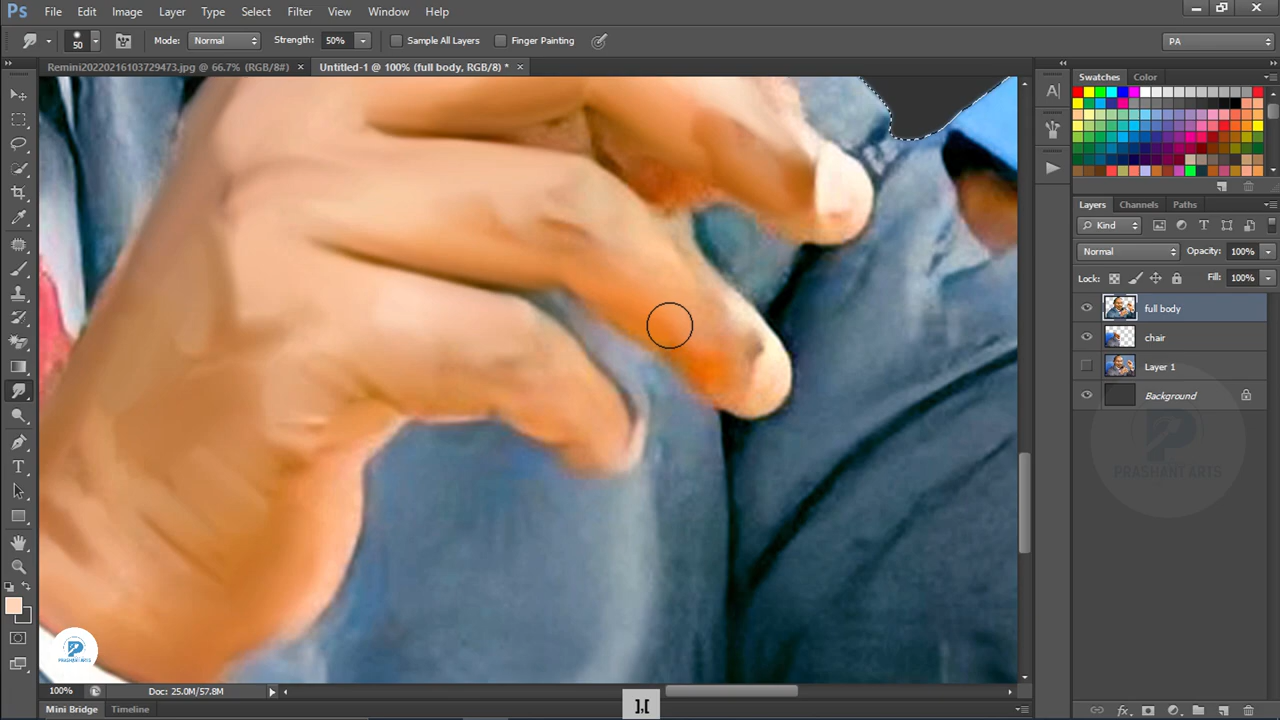 Ps File Edit Image Layer Type Select Filter View Window Help
50 Mode: Normal Strength: 50% Sample All Layers Finger Painting PA
Remini20220216103729473.jpg @ 66.7% (RGB/8#) × Untitled-1 @ 100% (full body, RGB/8) * ×
Swatches Color
Layers Channels Paths
Kind
Normal Opacity: 100%
Lock: Fill: 100%
full body
chair
Layer 1
Background
PRASHANT ARTS
PRASHANT ARTS
100% Doc: 25.0M/57.8M
],[
Mini Bridge Timeline